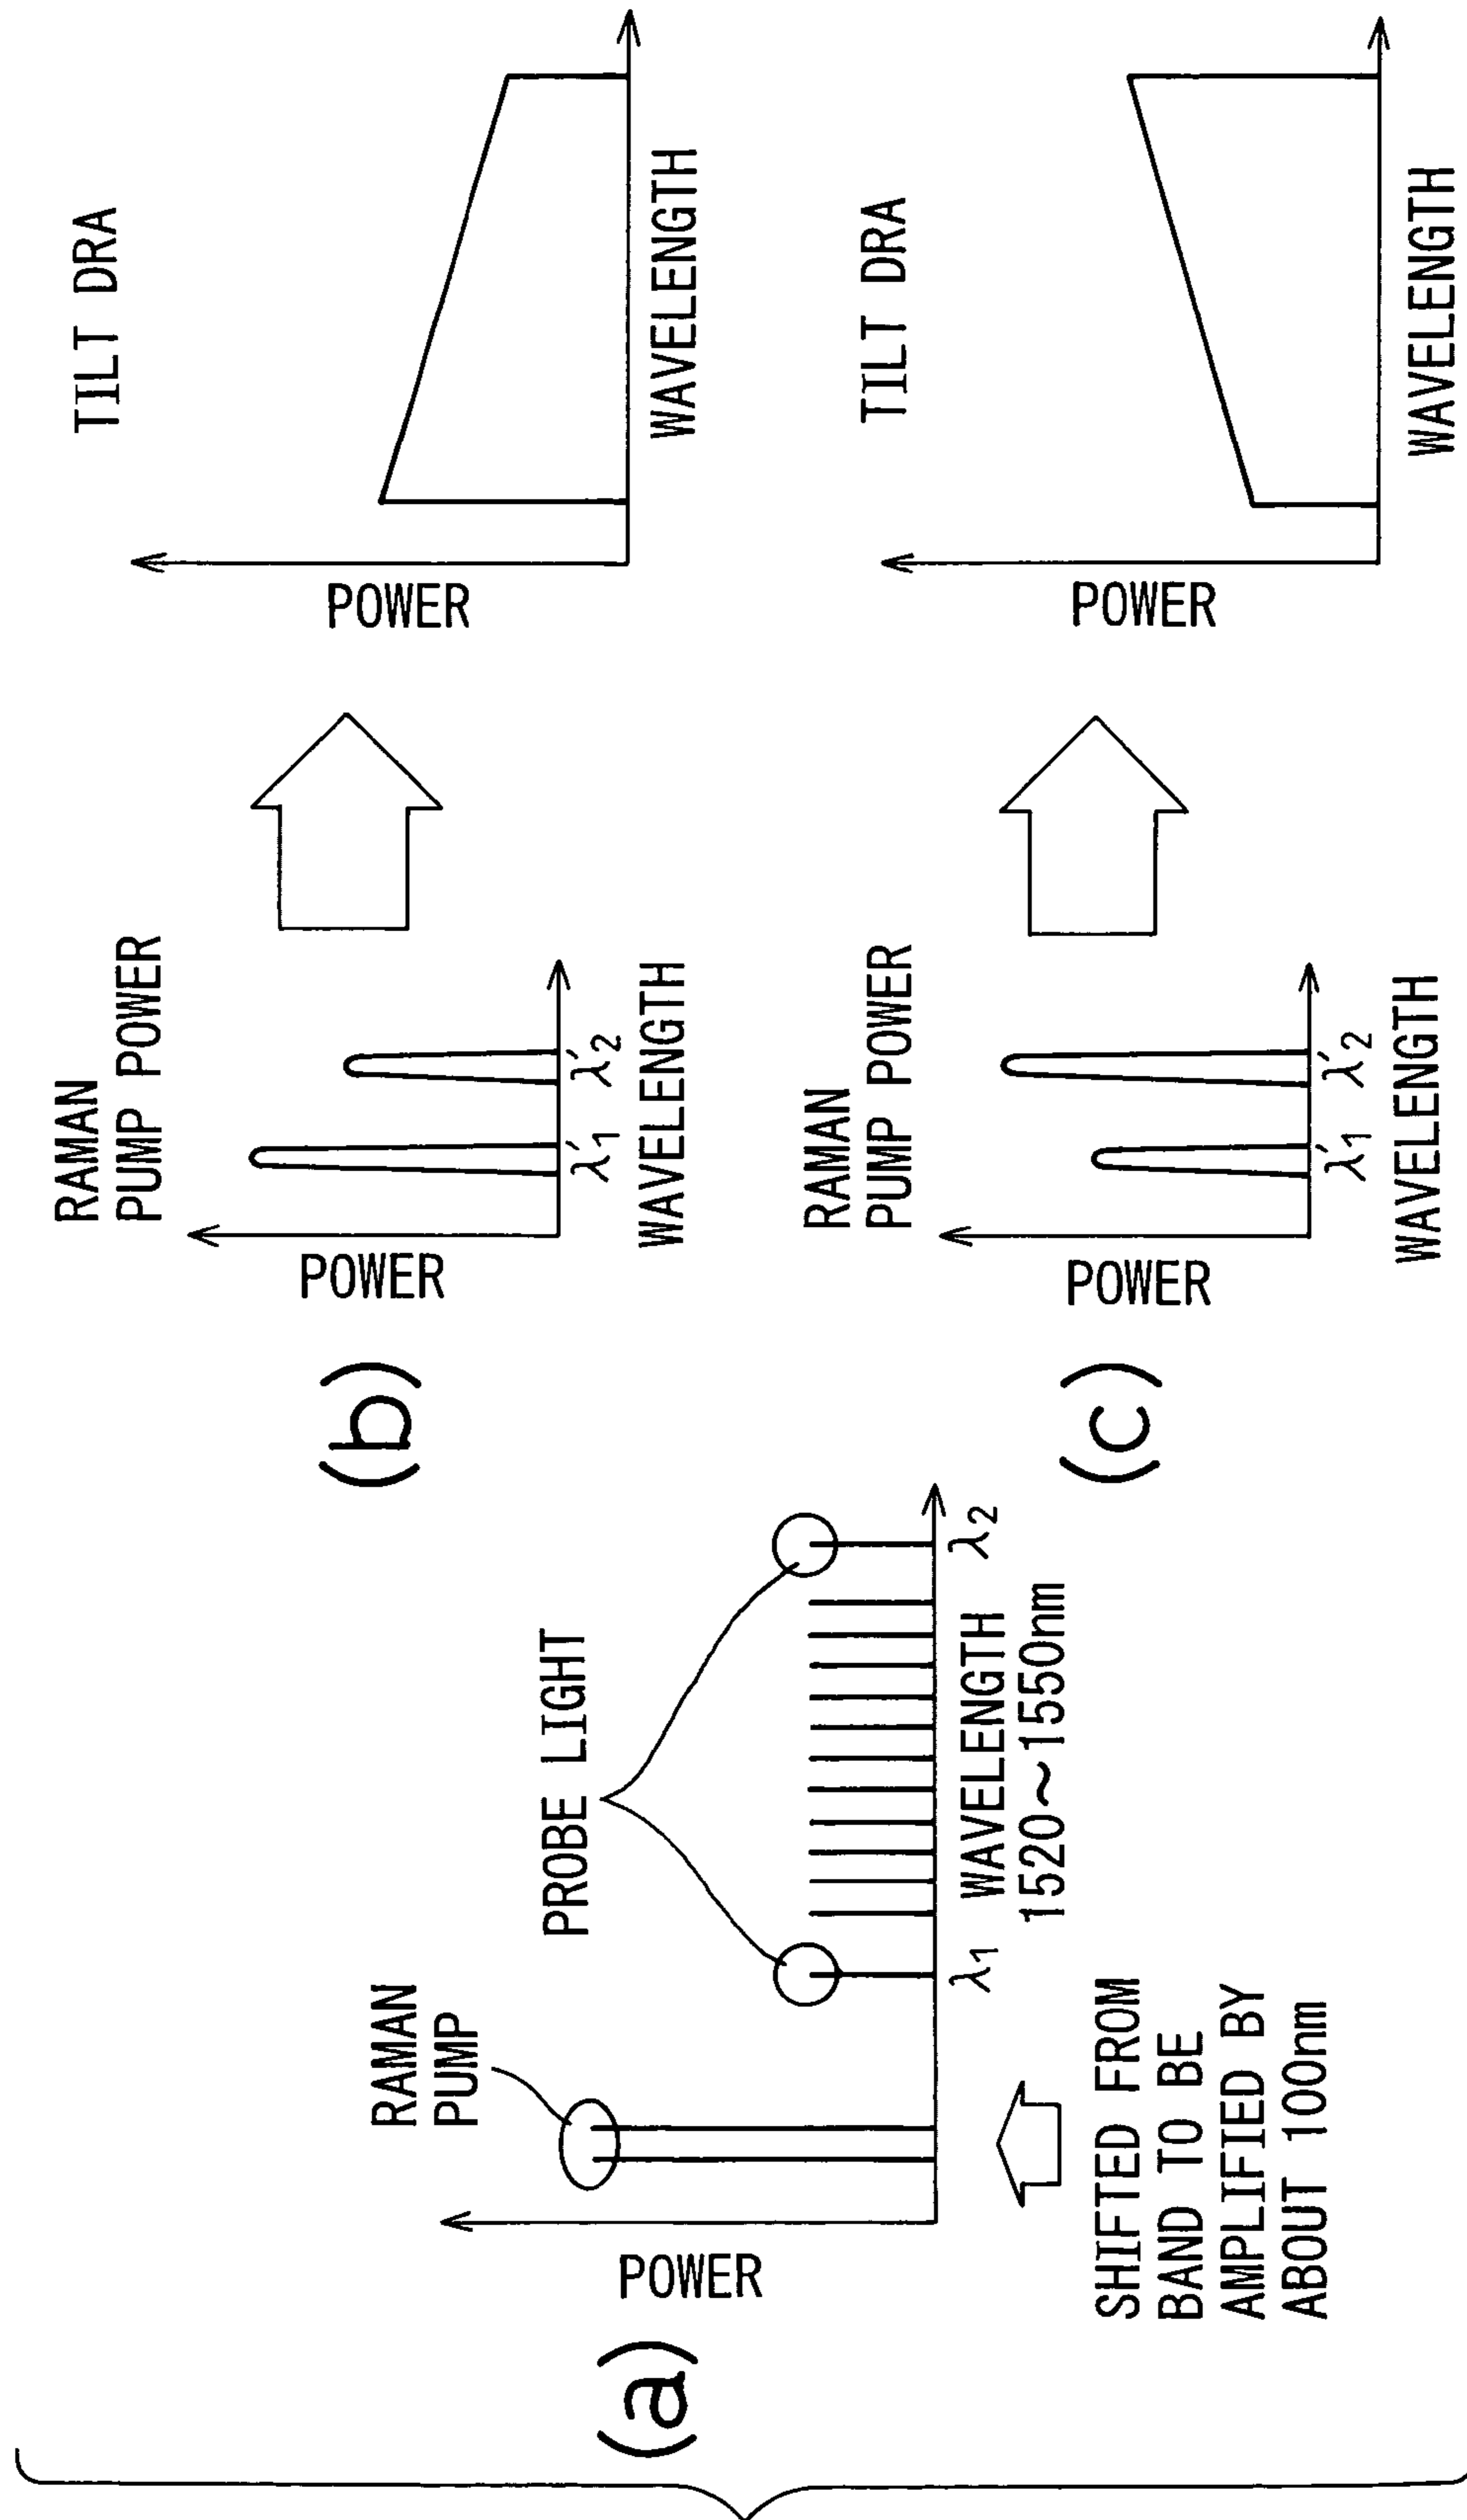 (a)
POWER
RAMAN
PUMP
PROBE LIGHT
λ1
λ2
WAVELENGTH
1520~1550nm
SHIFTED FROM
BAND TO BE
AMPLIFIED BY
ABOUT 100nm
(b)
RAMAN
PUMP POWER
POWER
λ'1
λ'2
WAVELENGTH
TILT DRA
POWER
WAVELENGTH
(c)
RAMAN
PUMP POWER
POWER
λ'1
λ'2
WAVELENGTH
TILT DRA
POWER
WAVELENGTH